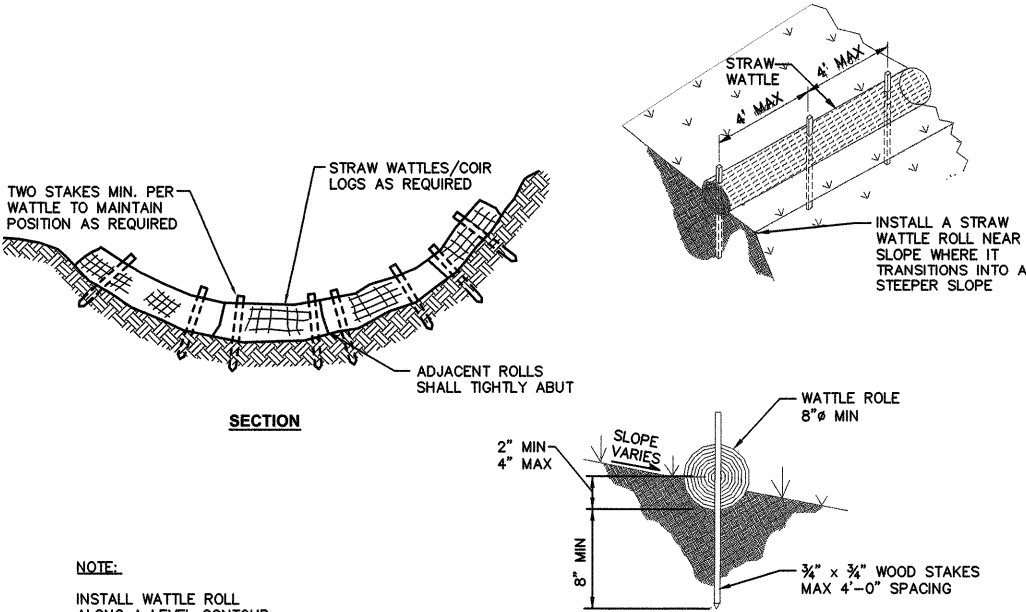 STRAW
WATTLE
4' MAX
4' MAX
TWO STAKES MIN. PER
WATTLE TO MAINTAIN
POSITION AS REQUIRED
STRAW WATTLES/COIR
LOGS AS REQUIRED
INSTALL A STRAW
WATTLE ROLL NEAR
SLOPE WHERE IT
TRANSITIONS INTO A
STEEPER SLOPE
ADJACENT ROLLS
SHALL TIGHTLY ABUT
SECTION
WATTLE ROLE
8"ø MIN
SLOPE
VARIES
2" MIN
4" MAX
8" MIN
¾" x ¾" WOOD STAKES
MAX 4'-0" SPACING
NOTE:
INSTALL WATTLE ROLL
ALONG A LEVEL CONTOUR